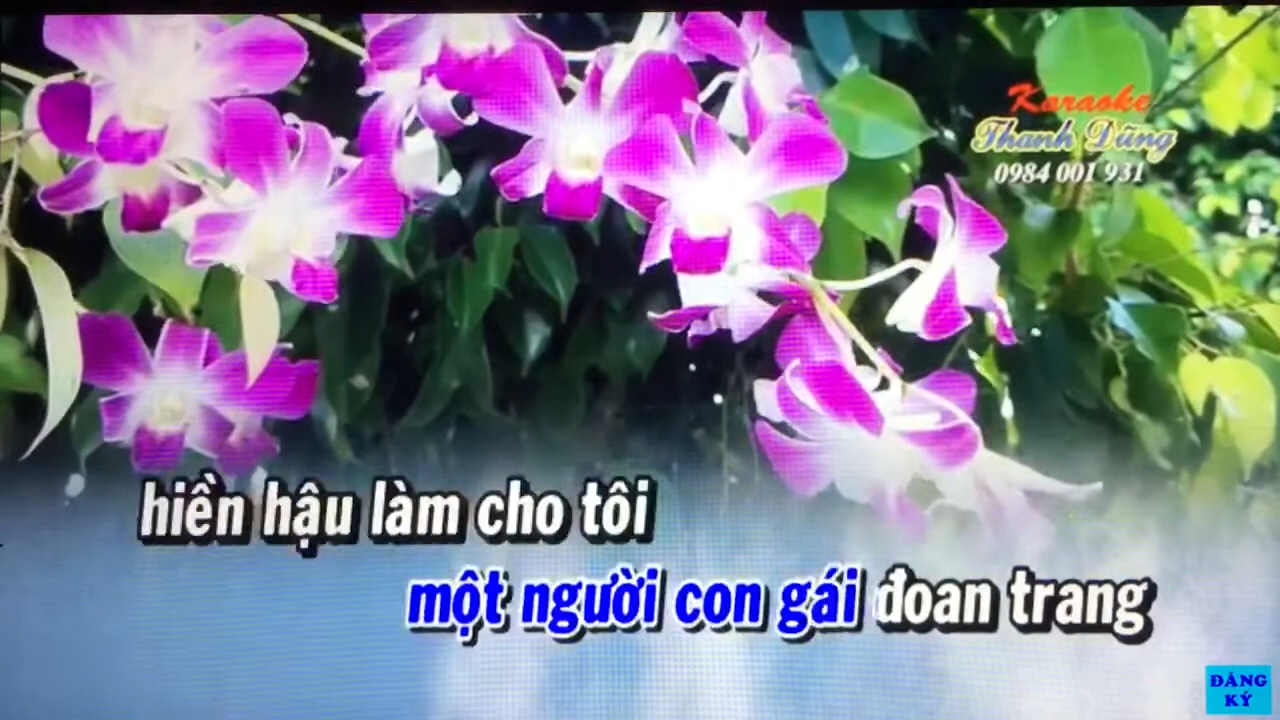 Karaoke
Thanh Dũng
0984 001 931
hiền hậu làm cho tôi
một người con gái đoan trang
ĐĂNG
KÝ